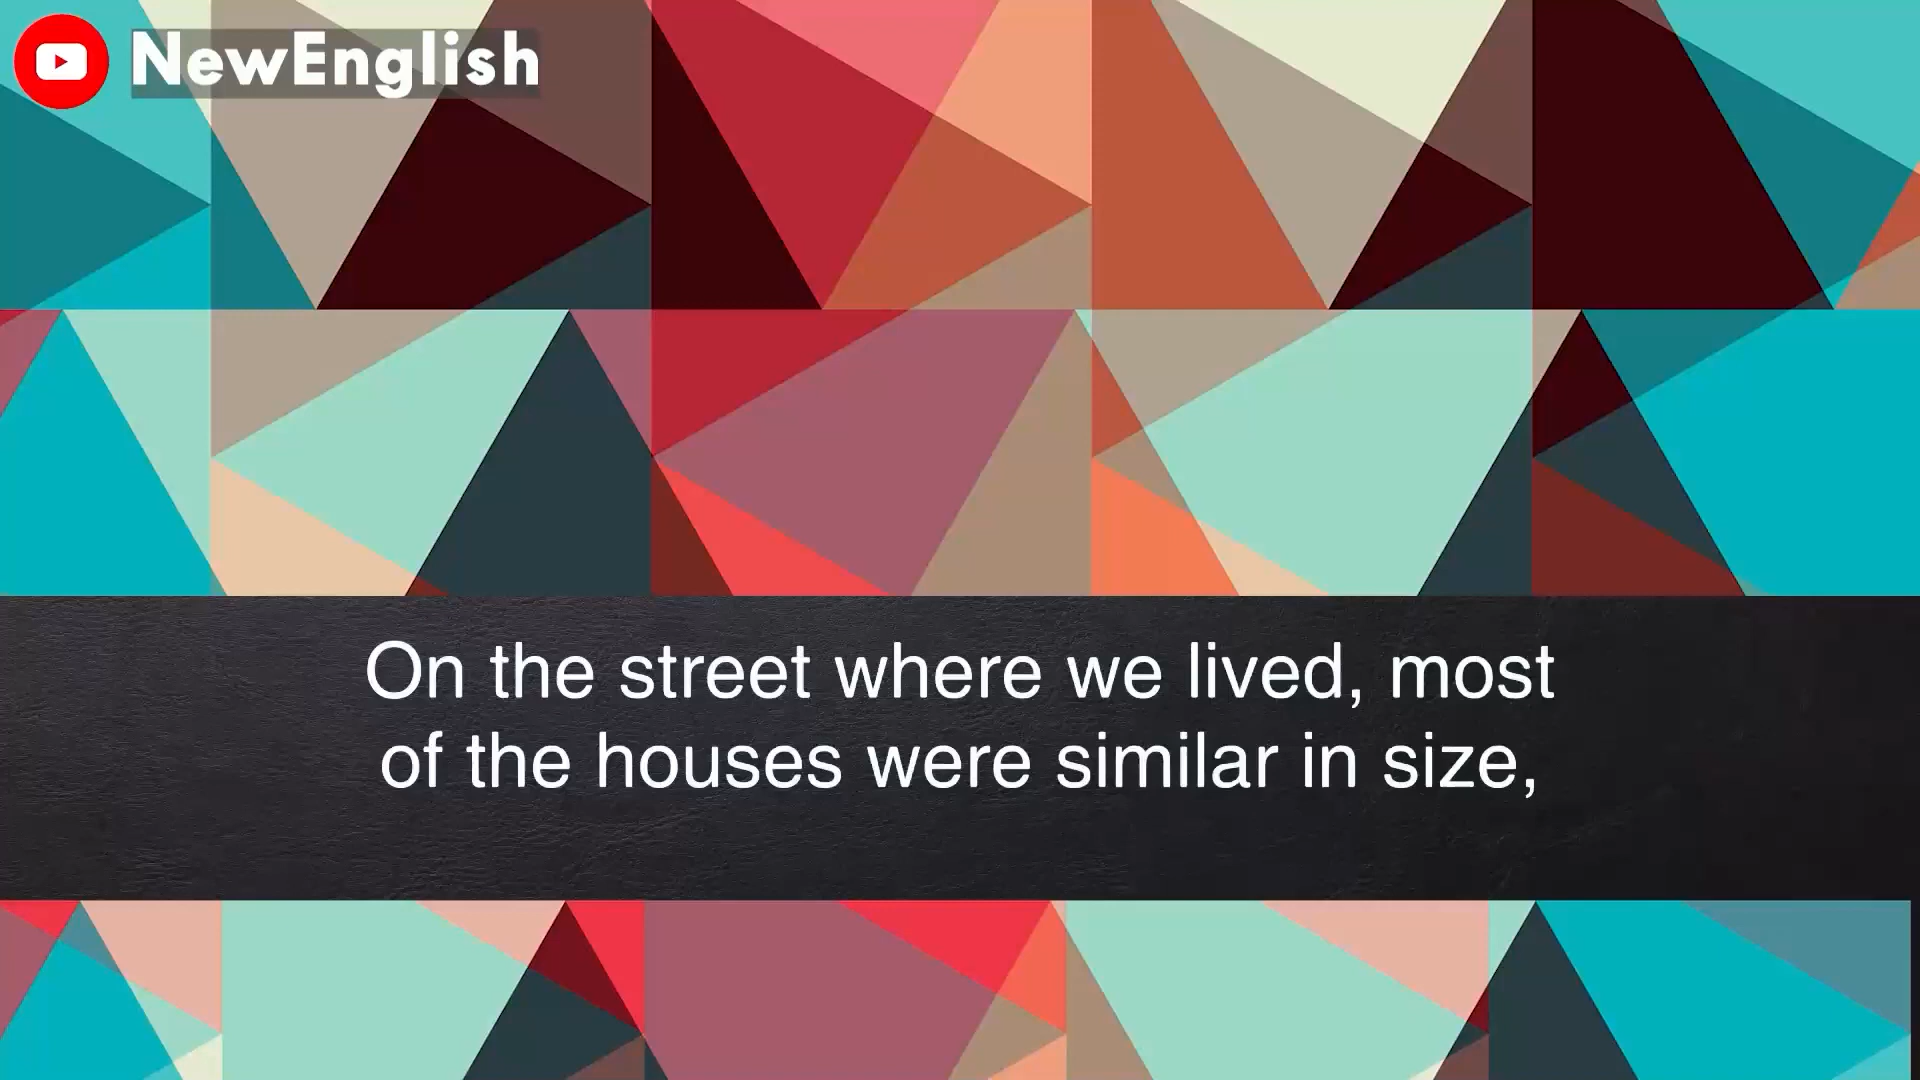 NewEnglish
On the street where we lived, most
of the houses were similar in size,